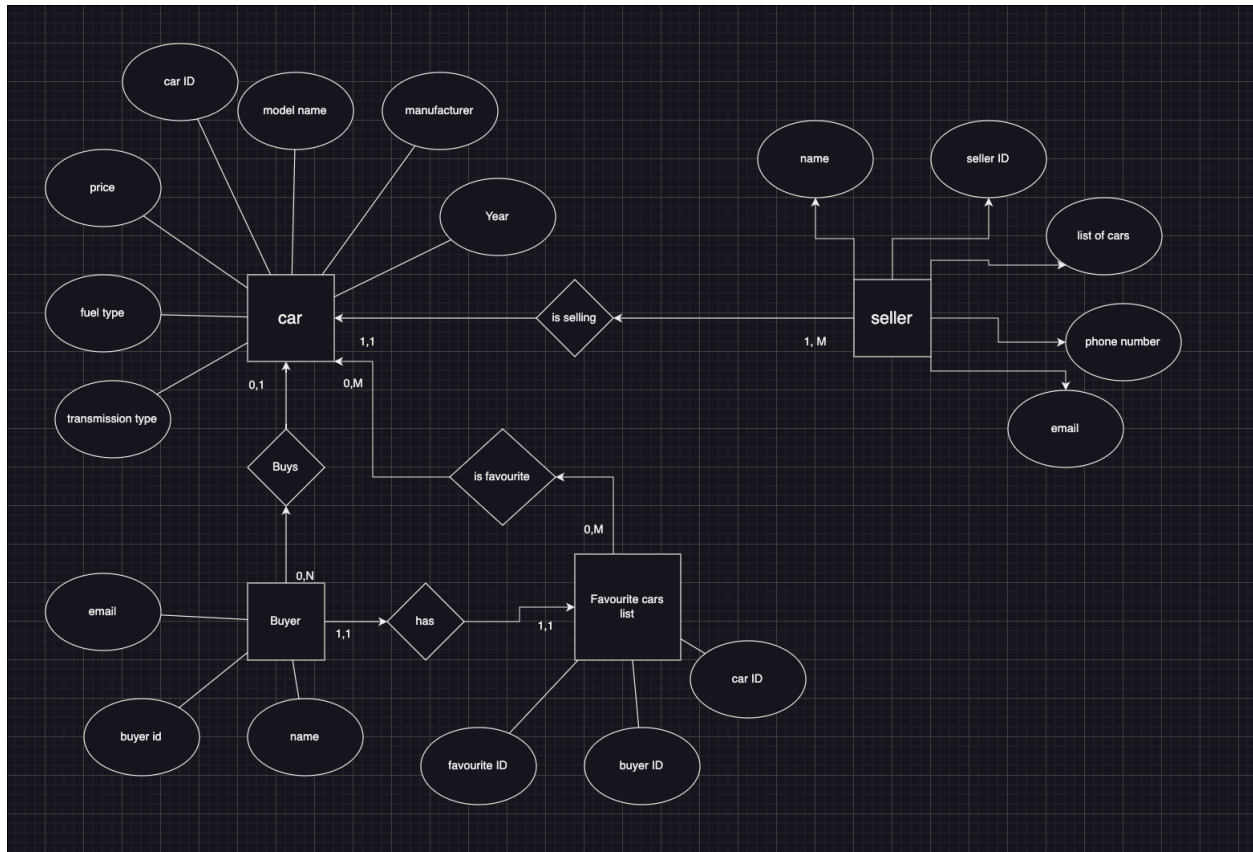 car ID
model name
manufacturer
price
Year
fuel type
car
transmission type
name
seller ID
list of cars
is selling
seller
phone number
email
1,1
1, M
0,1
0,M
Buys
is favourite
0,M
0,N
email
Buyer
has
Favourite cars
list
1,1
1,1
car ID
buyer id
name
favourite ID
buyer ID